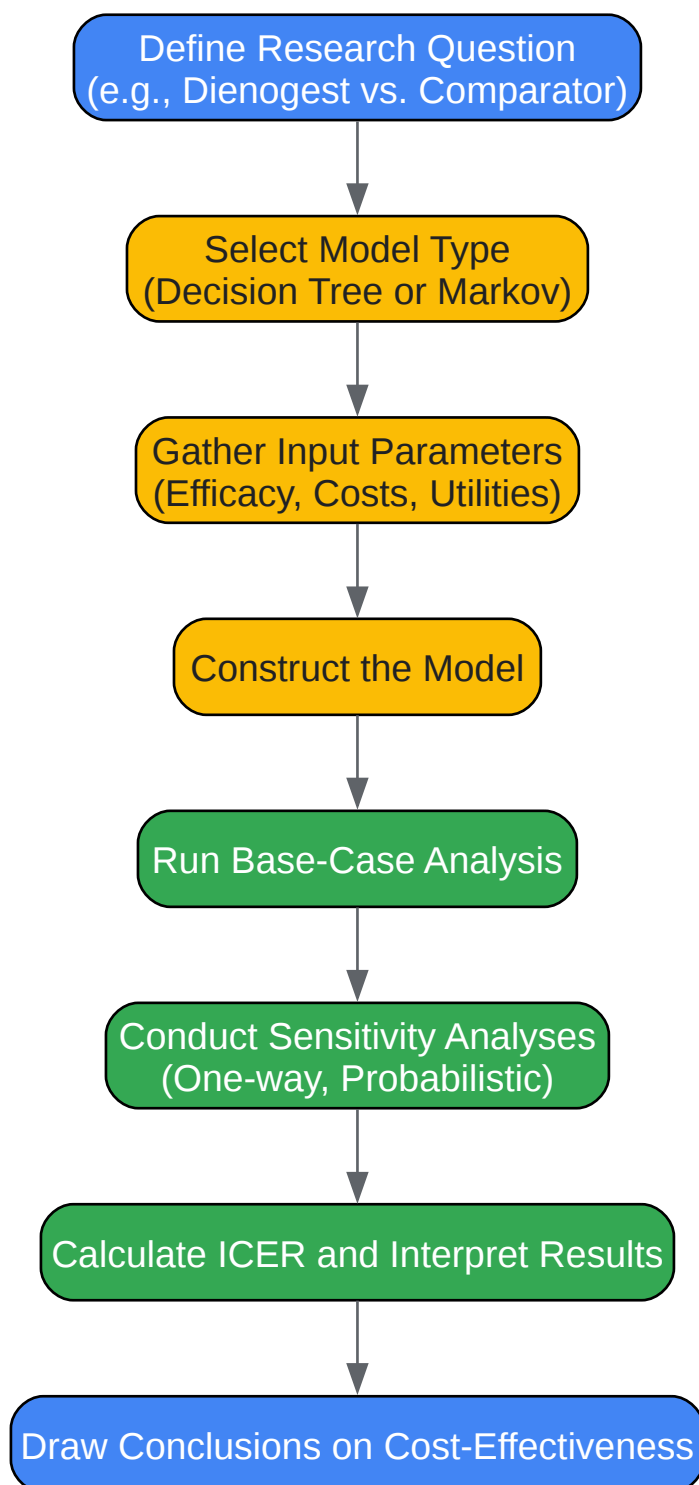 Define Research Question
(e.g., Dienogest vs. Comparator)
Select Model Type
(Decision Tree or Markov)
Gather Input Parameters
(Efficacy, Costs, Utilities)
Construct the Model
Run Base-Case Analysis
Conduct Sensitivity Analyses
(One-way, Probabilistic)
Calculate ICER and Interpret Results
Draw Conclusions on Cost-Effectiveness